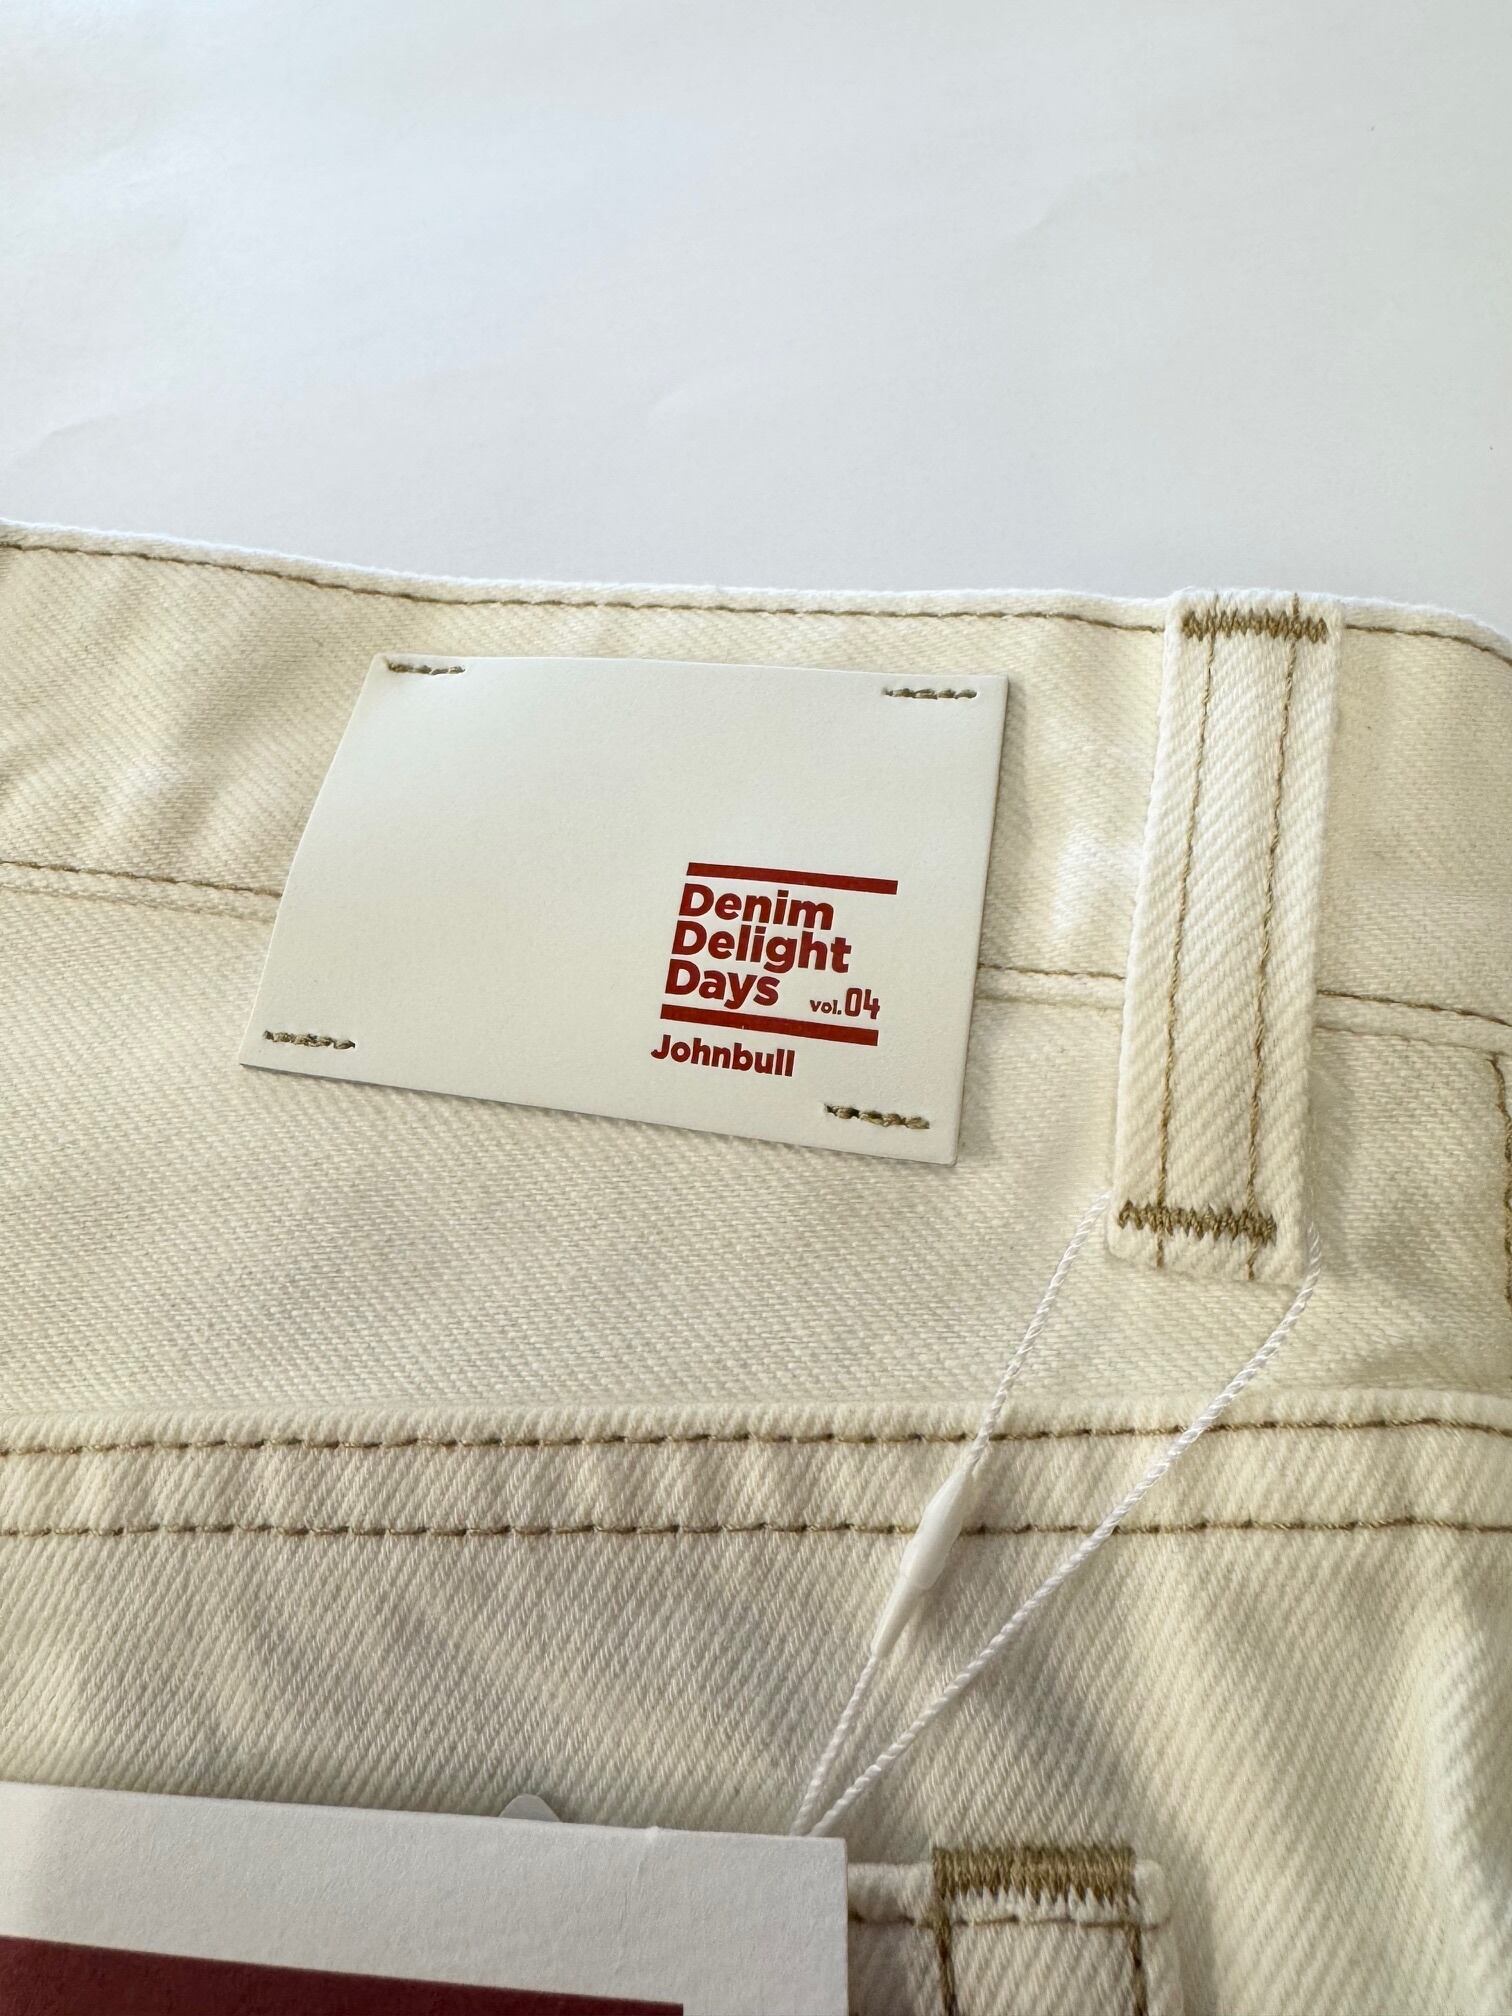 Denim
Delight
Days vol.04
Johnbull